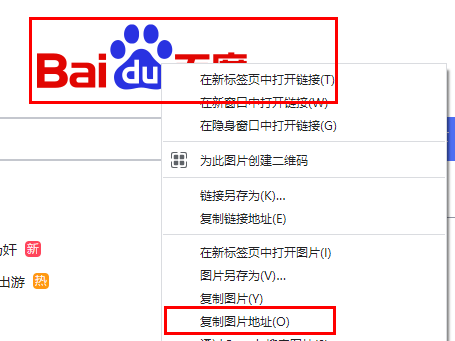 Bai du 百度
在新标签页中打开链接(T)
在新窗口中打开链接(W)
在隐身窗口中打开链接(G)
为此图片创建二维码
链接另存为(K)...
复制链接地址(E)
奸 新
在新标签页中打开图片(I)
出游 热
图片另存为(V)...
复制图片(Y)
复制图片地址(O)